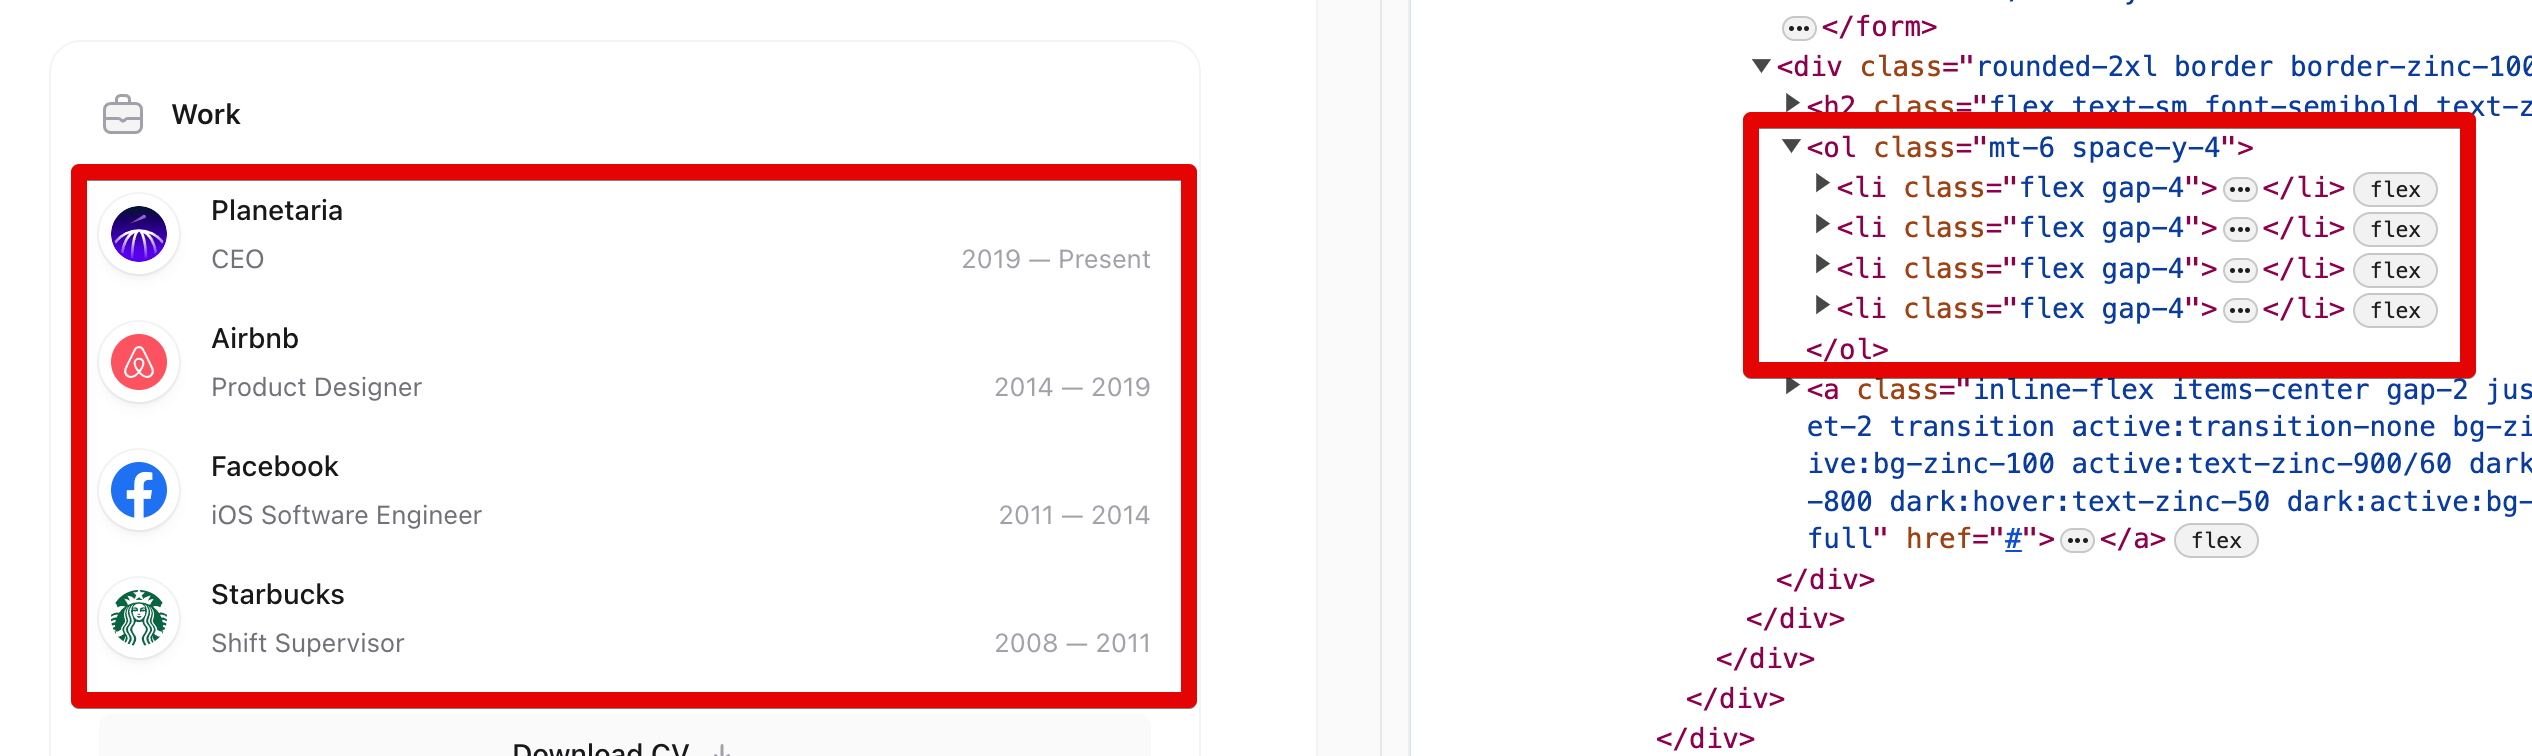 Work
Planetaria
CEO
2019 — Present
Airbnb
Product Designer
2014 — 2019
Facebook
iOS Software Engineer
2011 — 2014
Starbucks
Shift Supervisor
2008 — 2011
Download CV
</form>
<div class="rounded-2xl border border-zinc-100
<h2 class="flex text-sm font-semibold text-z
<ol class="mt-6 space-y-4">
<li class="flex gap-4"> ••• </li> flex
<li class="flex gap-4"> ••• </li> flex
<li class="flex gap-4"> ••• </li> flex
<li class="flex gap-4"> ••• </li> flex
</ol>
<a class="inline-flex items-center gap-2 jus
et-2 transition active:transition-none bg-zi
ive:bg-zinc-100 active:text-zinc-900/60 dark
-800 dark:hover:text-zinc-50 dark:active:bg-
full" href="#"> ••• </a> flex
</div>
</div>
</div>
</div>
</div>